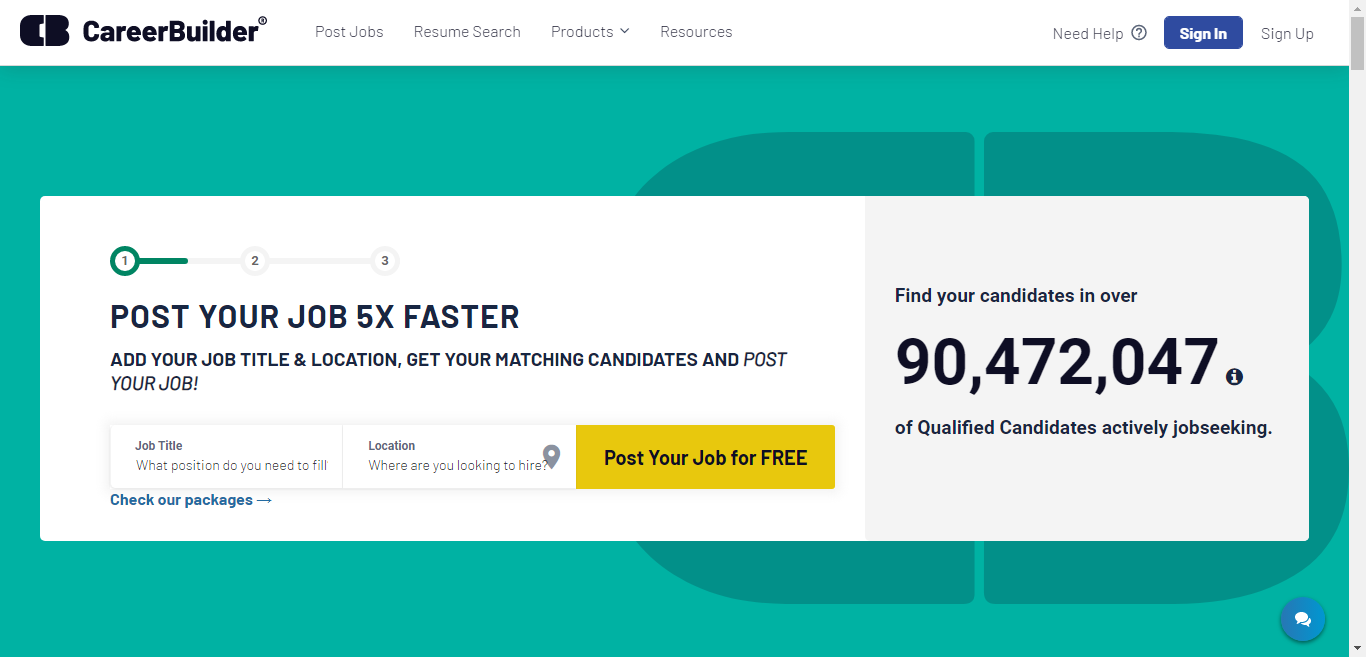 CareerBuilder®
Post Jobs
Resume Search
Products
Resources
Need Help
Sign In
Sign Up
1
2
3
POST YOUR JOB 5X FASTER
ADD YOUR JOB TITLE & LOCATION, GET YOUR MATCHING CANDIDATES AND POST
YOUR JOB!
Job Title
What position do you need to fill
Location
Where are you looking to hire?
Post Your Job for FREE
Check our packages →
Find your candidates in over
90,472,047
of Qualified Candidates actively jobseeking.